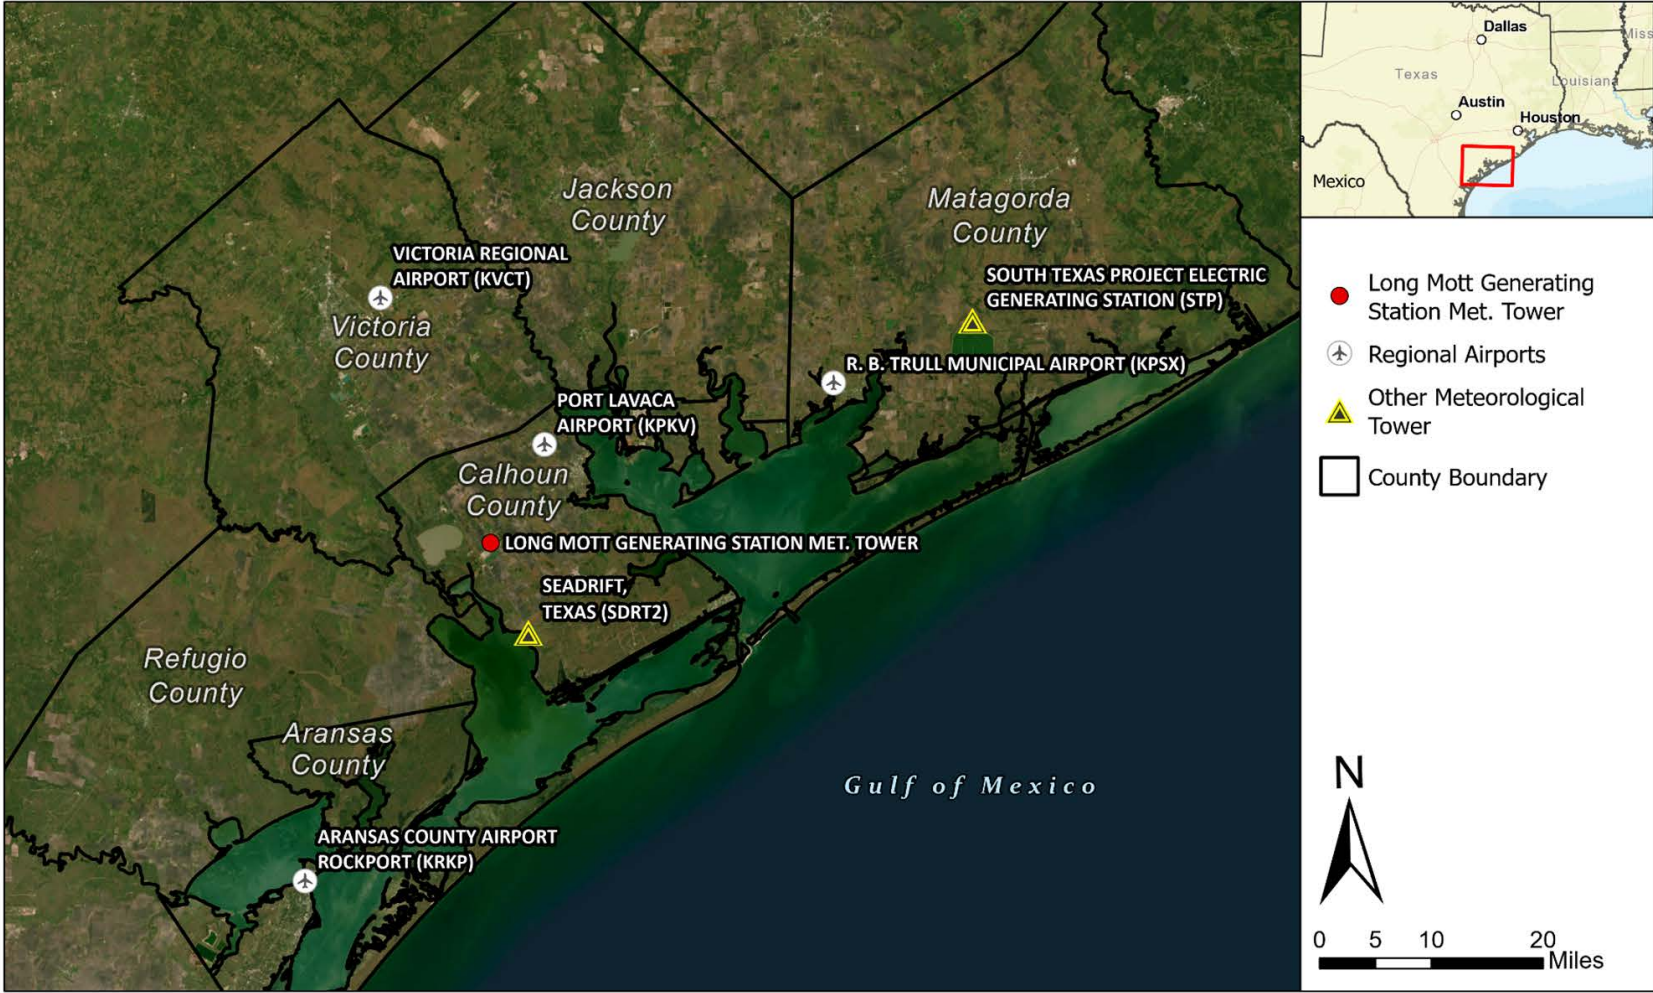 Jackson
County
Matagorda
County
VICTORIA REGIONAL
AIRPORT (KVCT)
SOUTH TEXAS PROJECT ELECTRIC
GENERATING STATION (STP)
Victoria
County
R. B. TRULL MUNICIPAL AIRPORT (KPSX)
PORT LAVACA
AIRPORT (KPKV)
Calhoun
County
LONG MOTT GENERATING STATION MET. TOWER
SEADRIFT,
TEXAS (SDRT2)
Refugio
County
Aransas
County
Gulf of Mexico
ARANSAS COUNTY AIRPORT
ROCKPORT (KRKP)
Dallas
Texas
Louisiana
Austin
Houston
Mexico
Long Mott Generating
Station Met. Tower
Regional Airports
Other Meteorological
Tower
County Boundary
N
0 5 10 20
Miles